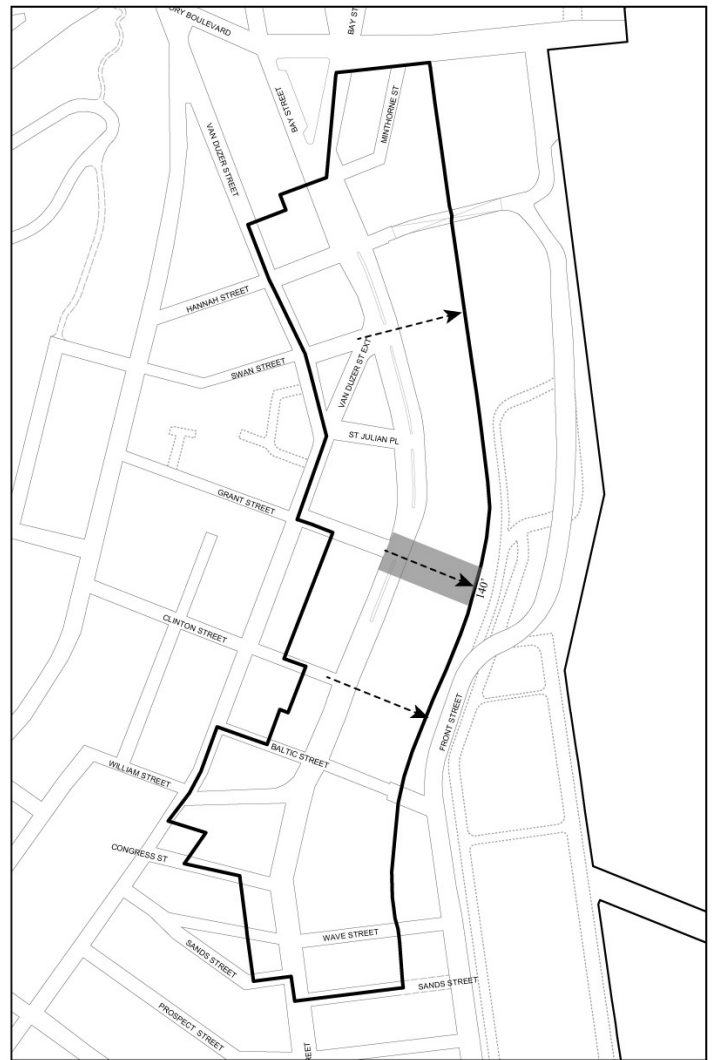 ORY BOULEVARD
BAY ST
BAY STREET
MINTHORNE ST
VAN DUZER STREET
HANNAH STREET
SWAN STREET
VAN DUZER ST EXT
ST JULIAN PL
GRANT STREET
140'
CLINTON STREET
FRONT STREET
BALTIC STREET
WILLIAM STREET
CONGRESS ST
WAVE STREET
SANDS STREET
SANDS STREET
PROSPECT STREET
EET